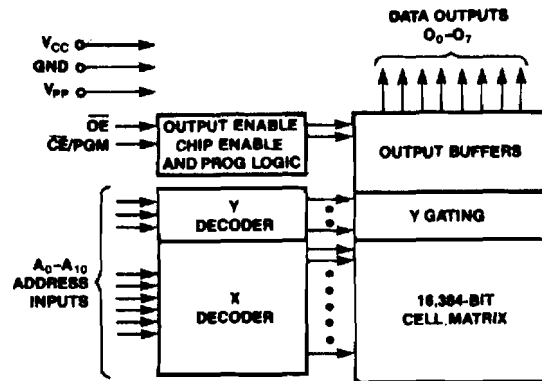 DATA OUTPUTS
O0–O7
VCC
GND
VPP
OE
CE/PGM
OUTPUT ENABLE
CHIP ENABLE
AND PROG LOGIC
OUTPUT BUFFERS
Y
DECODER
Y GATING
A0–A10
ADDRESS
INPUTS
X
DECODER
16,384-BIT
CELL MATRIX